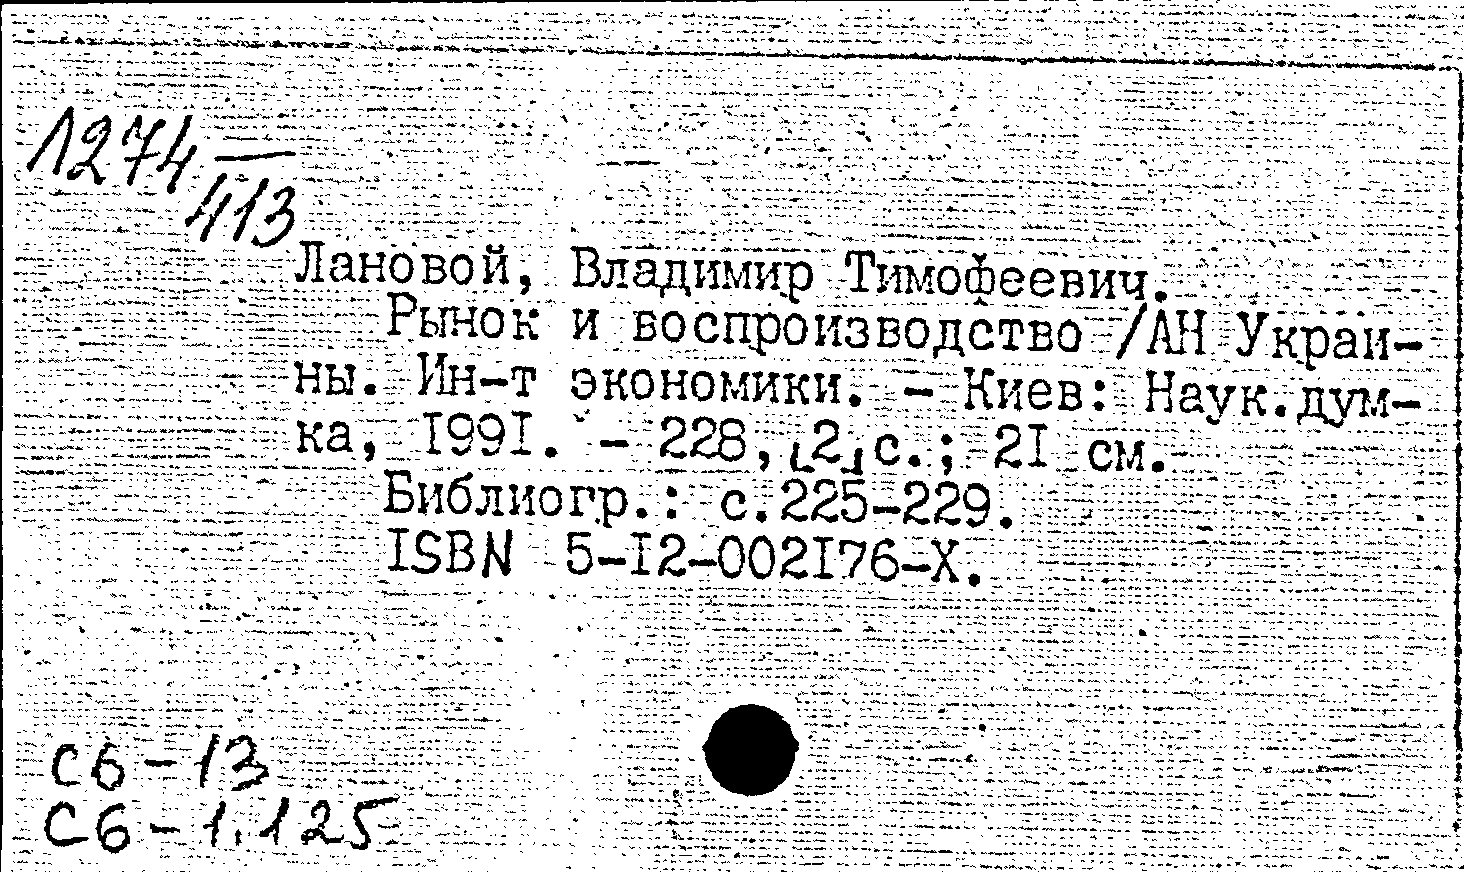 1274
413
Лановой, Владимир Тимофеевич.
Рынок и воспроизводство /АН Украи-
ны. Ин-т экономики. - Киев: Наук.дум-
ка, 1991. - 228, [2] с.; 21 см.
Библиогр.: с.225-229.
ISBN 5-12-002176-X.
С6-13
С6-1.125